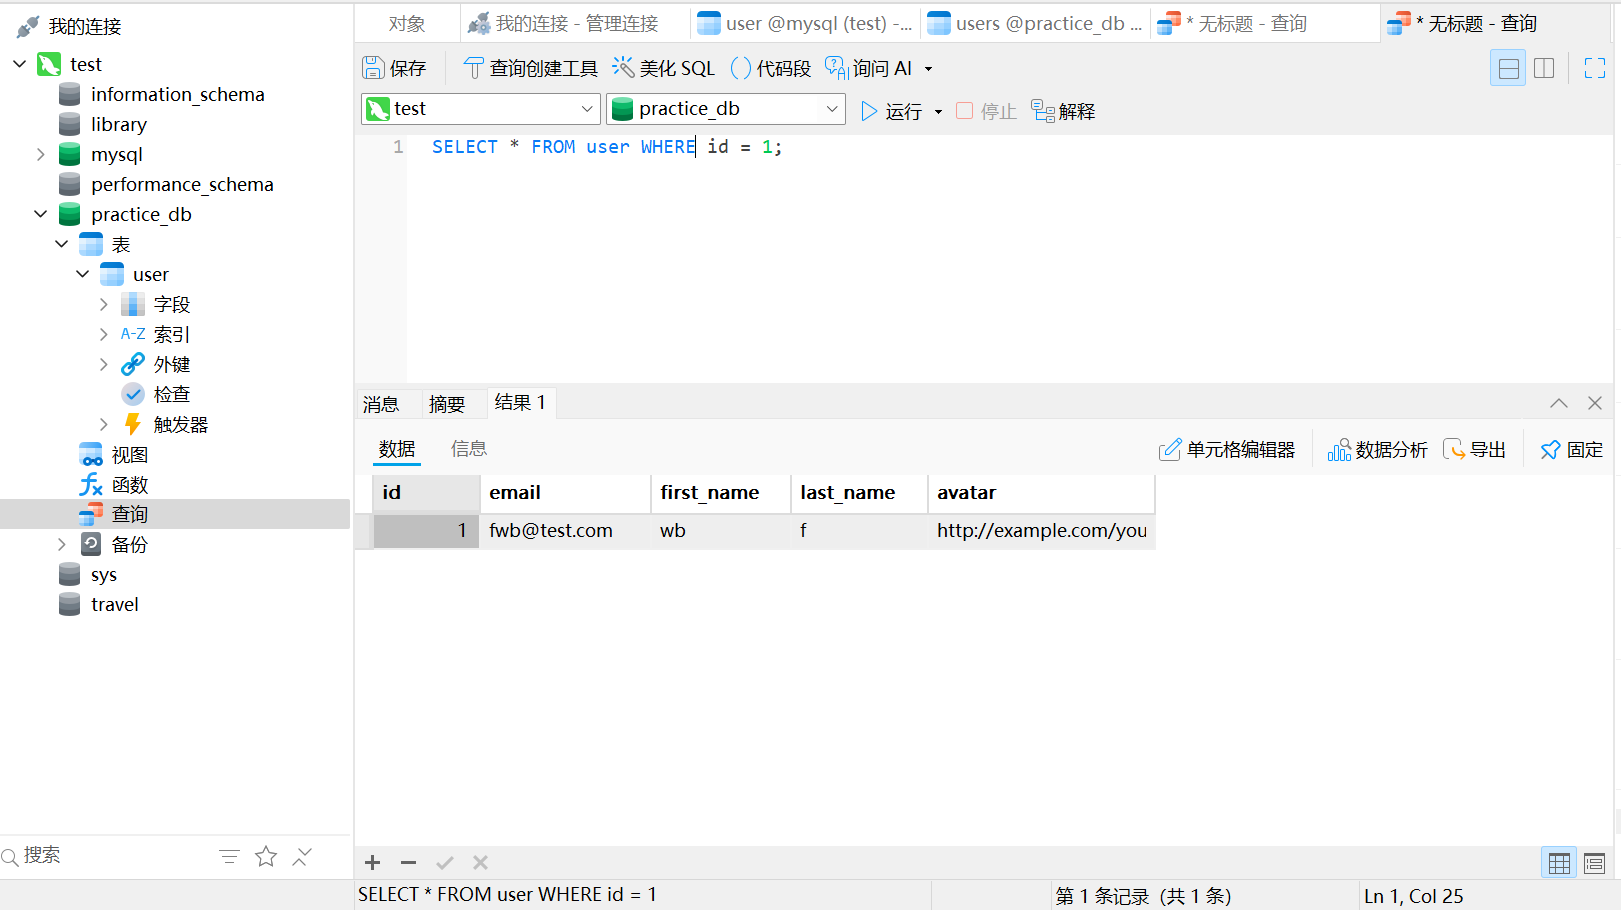 我的连接
test
information_schema
library
mysql
performance_schema
practice_db
表
user
字段
A-Z 索引
外键
检查
触发器
视图
fx 函数
查询
备份
sys
travel
搜索
对象
我的连接 - 管理连接
user @mysql (test) -...
users @practice_db ...
* 无标题 - 查询
* 无标题 - 查询
保存
查询创建工具
美化 SQL
() 代码段
询问 AI
test
practice_db
运行
停止
解释
1 SELECT * FROM user WHERE id = 1;
消息 摘要 结果 1
数据 信息
单元格编辑器
数据分析
导出
固定
id email first_name last_name avatar
1 fwb@test.com wb f http://example.com/you
SELECT * FROM user WHERE id = 1
第 1 条记录 (共 1 条)
Ln 1, Col 25